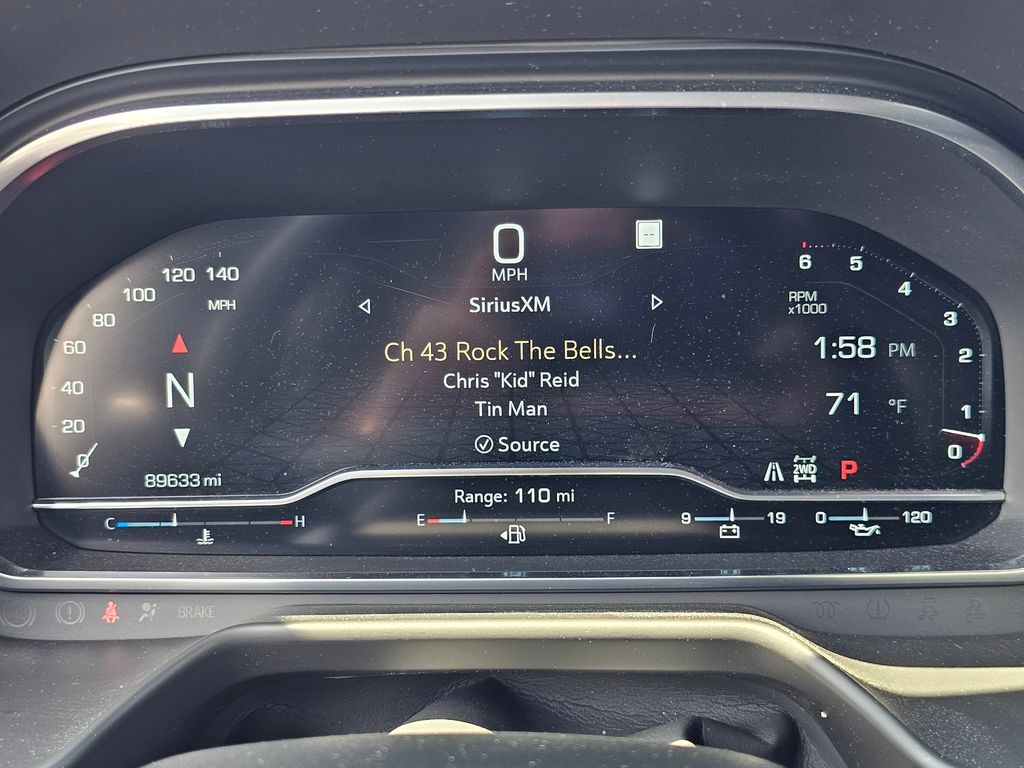 0
MPH
--
120 140
100
MPH
80
60
40
20
0
N
89633 mi
SiriusXM
Ch 43 Rock The Bells...
Chris "Kid" Reid
Tin Man
Source
6 5 4 3 2 1 0
RPM
x1000
1:58 PM
71 °F
2WD P
Range: 110 mi
C H
E F
9 19
0 120
BRAKE